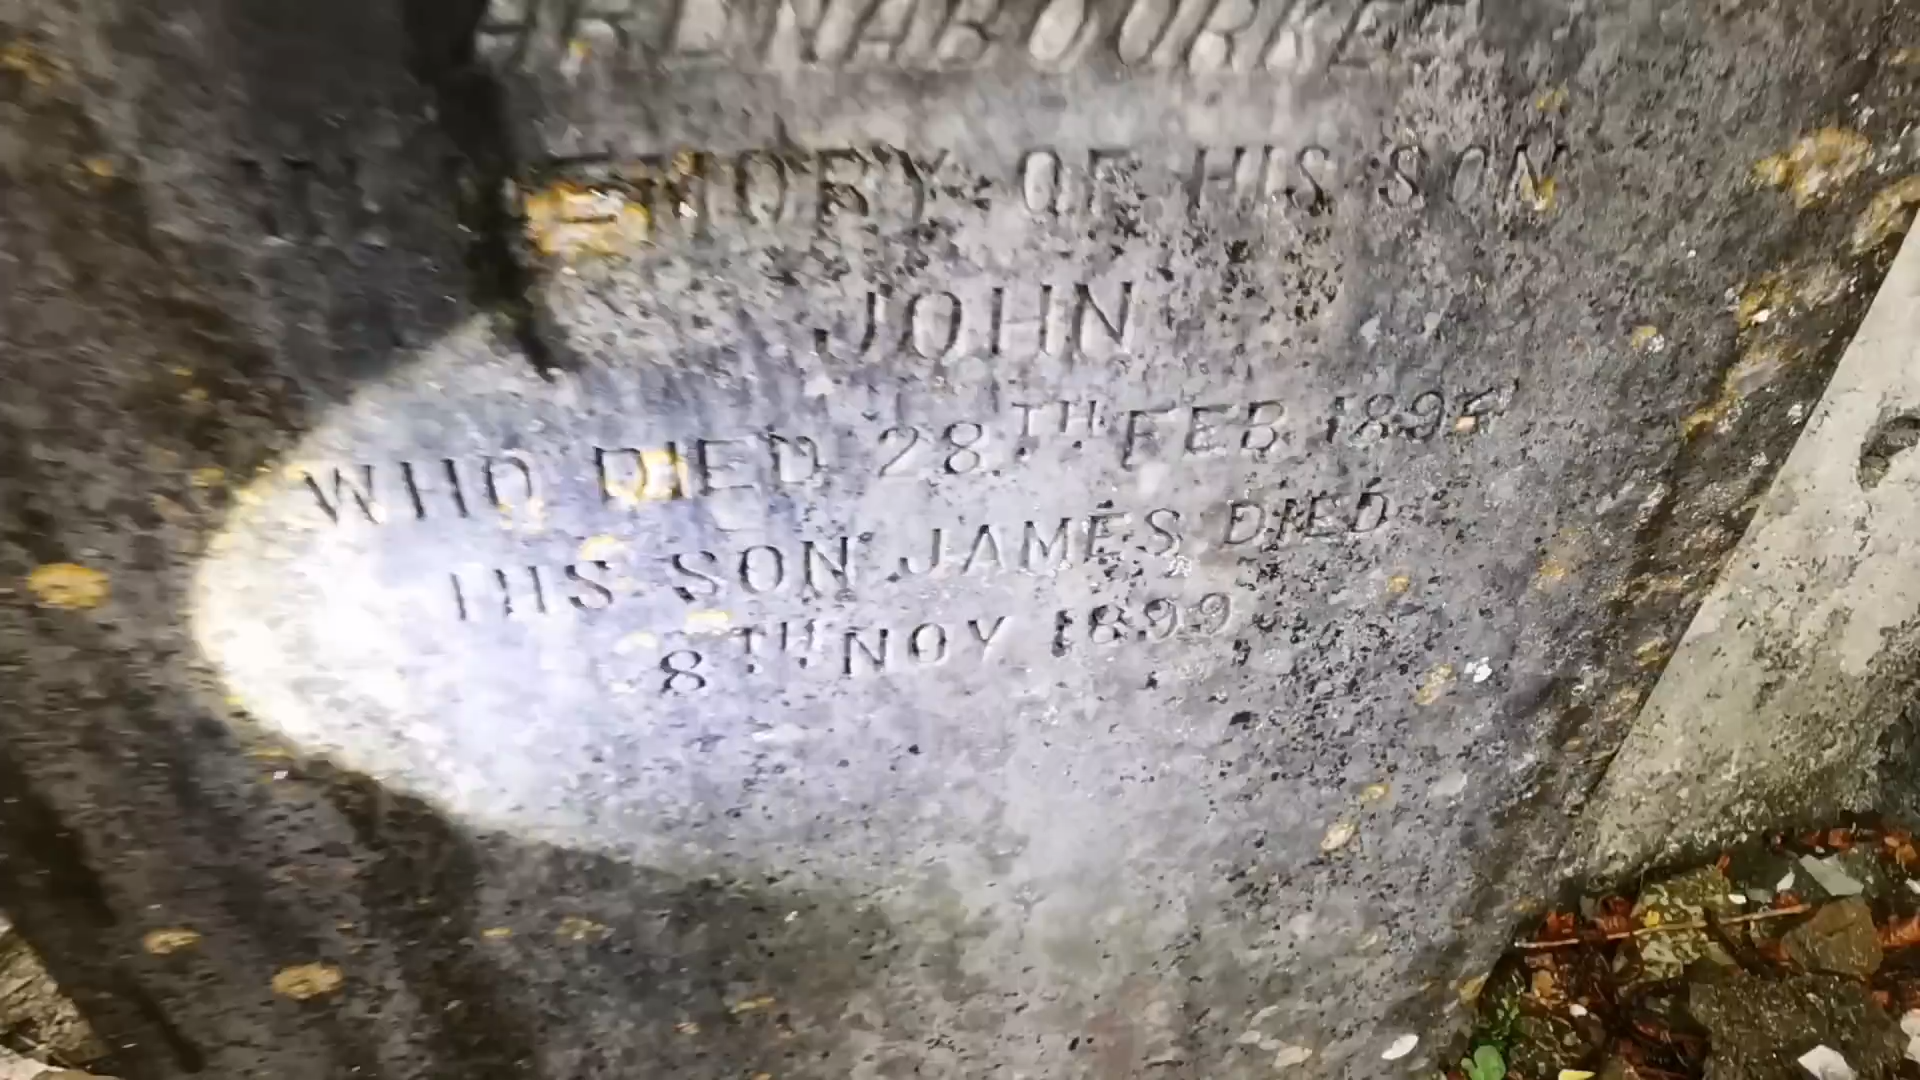 MEMORY OF HIS SON
JOHN
WHO DIED 28TH FEB
HIS SON JAMES DIED
8TH NOV 1899